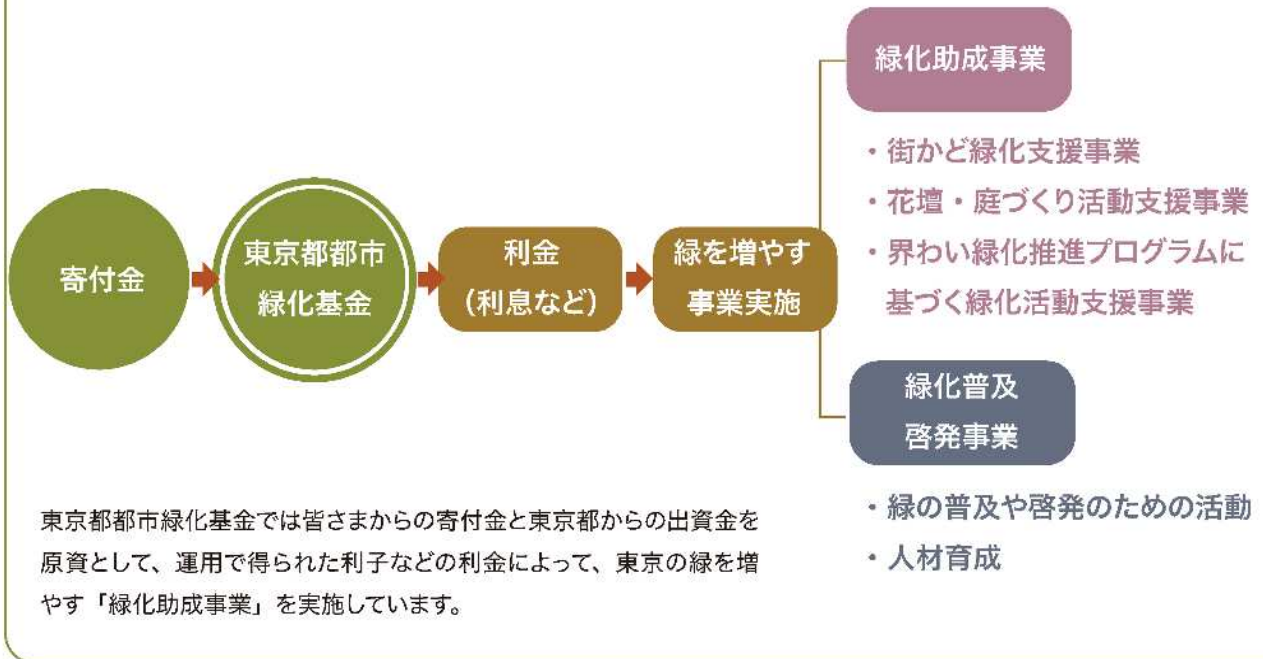 寄付金
東京都都市
緑化基金
利金
(利息など)
緑を増やす
事業実施
緑化助成事業
・街かど緑化支援事業
・花壇・庭づくり活動支援事業
・界わい緑化推進プログラムに
基づく緑化活動支援事業
緑化普及
啓発事業
・緑の普及や啓発のための活動
・人材育成
東京都都市緑化基金では皆さまからの寄付金と東京都からの出資金を
原資として、運用で得られた利子などの利金によって、東京の緑を増
やす「緑化助成事業」を実施しています。